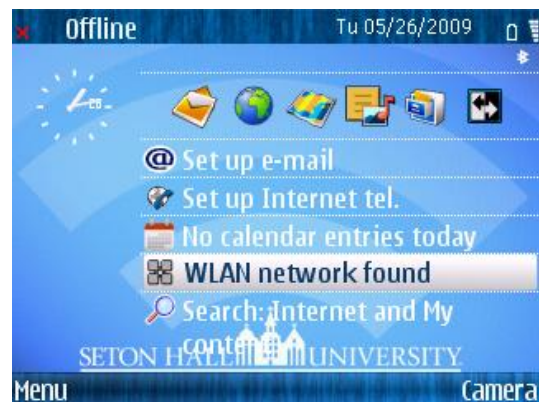 Offline
Tu 05/26/2009
Set up e-mail
Set up Internet tel.
No calendar entries today
WLAN network found
Search: Internet and My
content
SETON HALL UNIVERSITY
Menu
Camera